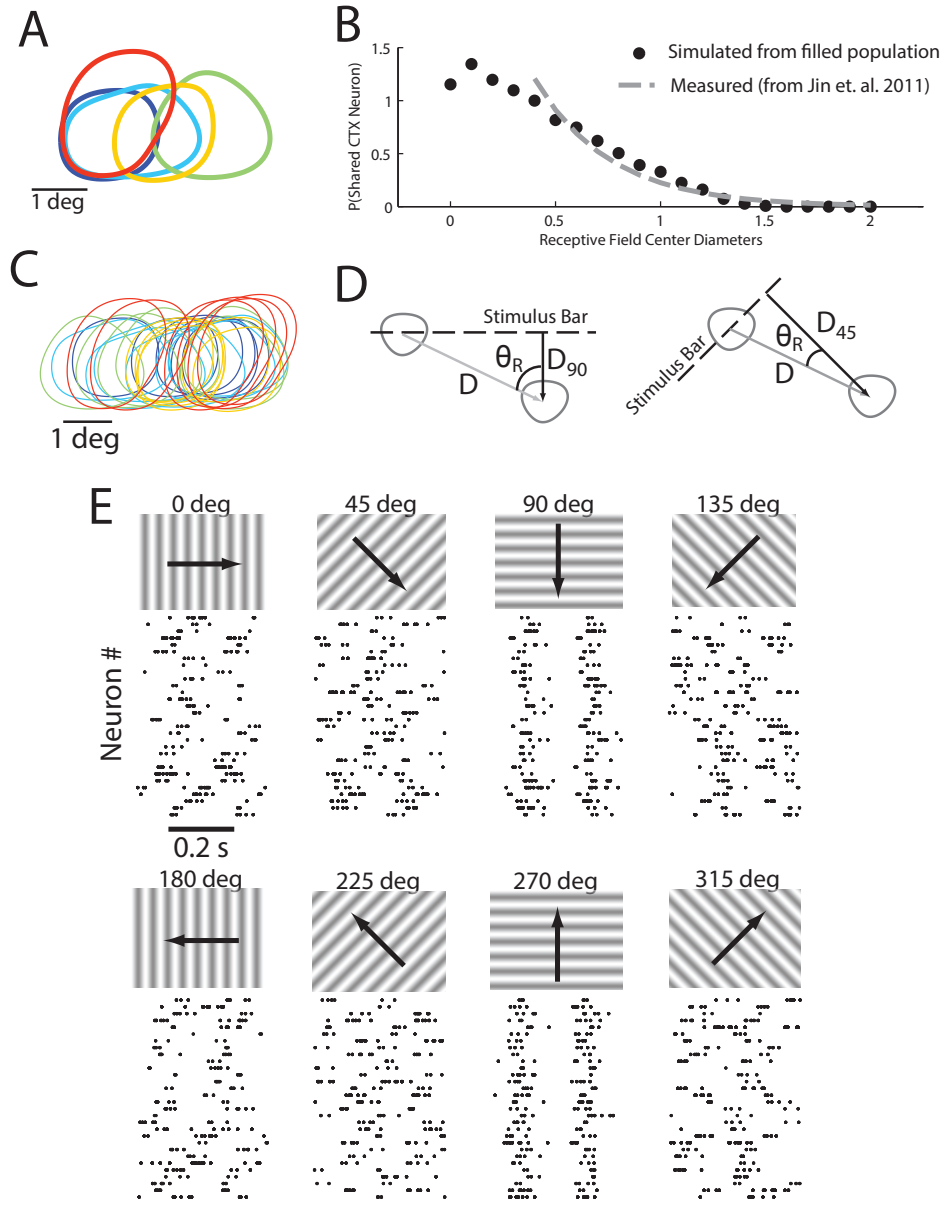 A
1 deg
B
P(Shared CTX Neuron)
1.5
1
0.5
0
0
0.5
1
1.5
2
Receptive Field Center Diameters
Simulated from filled population
Measured (from Jin et. al. 2011)
C
1 deg
D
Stimulus Bar
θR
D90
D
Stimulus Bar
θR
D45
D
E
0 deg
45 deg
90 deg
135 deg
Neuron #
0.2 s
180 deg
225 deg
270 deg
315 deg